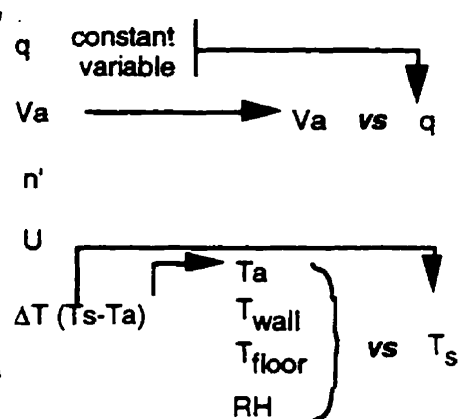 q constant
variable
Va Va vs q
n'
U
Ta
ΔT (Ts-Ta) Twall
Tfloor vs Ts
RH